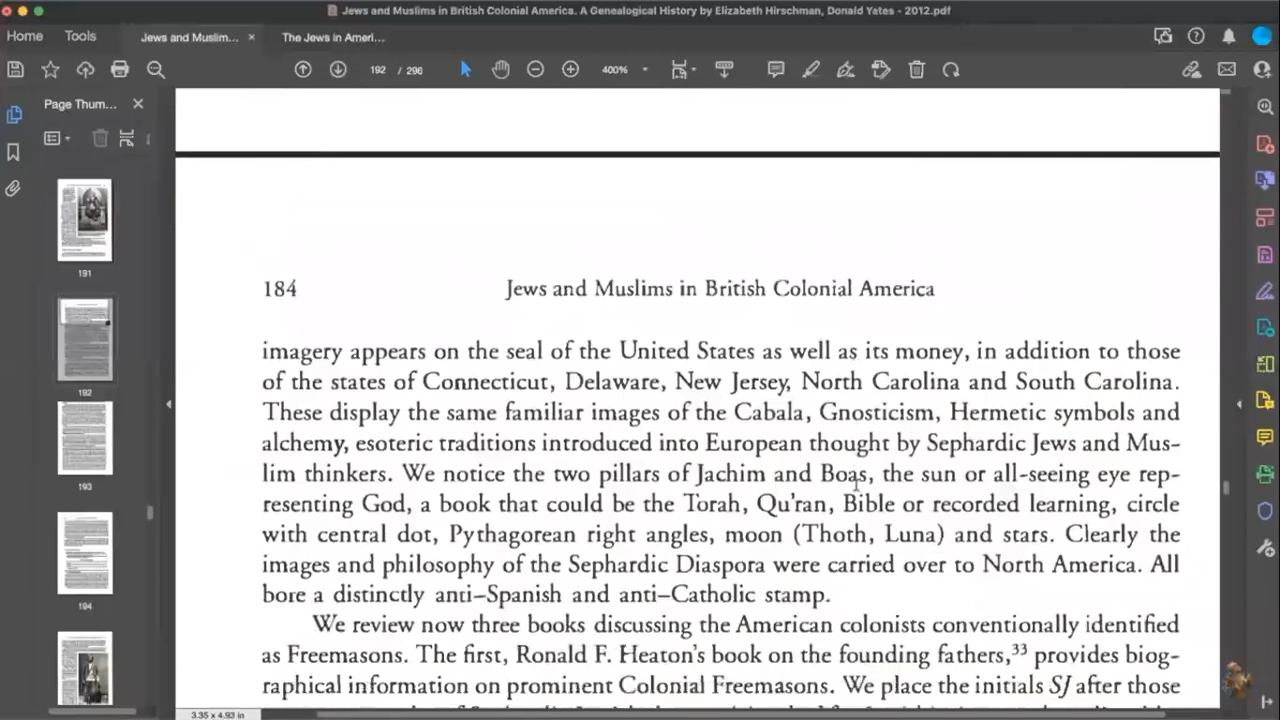 Jews and Muslims in British Colonial America. A Genealogical History by Elizabeth Hirschman, Donald Yates - 2012.pdf
Home Tools Jews and Muslim... × The Jews in Ameri...
192 / 296 400%
Page Thum... ×
191
192
193
194
184 Jews and Muslims in British Colonial America
imagery appears on the seal of the United States as well as its money, in addition to those
of the states of Connecticut, Delaware, New Jersey, North Carolina and South Carolina.
These display the same familiar images of the Cabala, Gnosticism, Hermetic symbols and
alchemy, esoteric traditions introduced into European thought by Sephardic Jews and Mus-
lim thinkers. We notice the two pillars of Jachim and Boas, the sun or all-seeing eye rep-
resenting God, a book that could be the Torah, Qu'ran, Bible or recorded learning, circle
with central dot, Pythagorean right angles, moon (Thoth, Luna) and stars. Clearly the
images and philosophy of the Sephardic Diaspora were carried over to North America. All
bore a distinctly anti–Spanish and anti–Catholic stamp.
We review now three books discussing the American colonists conventionally identified
as Freemasons. The first, Ronald F. Heaton's book on the founding fathers,³³ provides biog-
raphical information on prominent Colonial Freemasons. We place the initials SJ after those
3.35 x 4.93 in